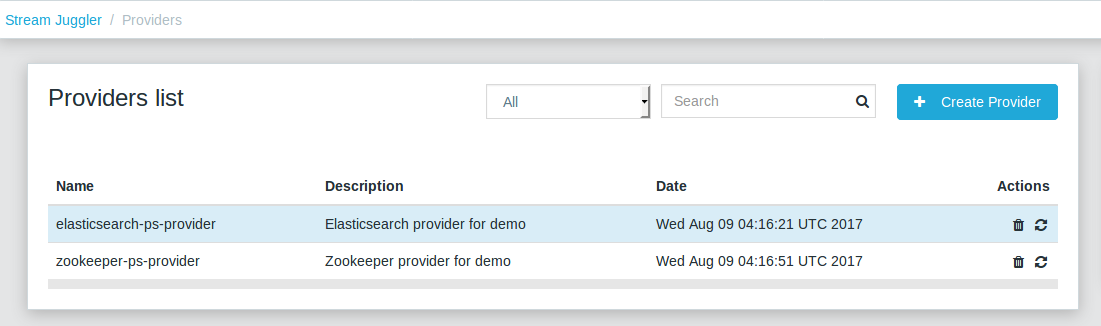 Stream Juggler / Providers
Providers list
All
Search
Create Provider
Name Description Date Actions
elasticsearch-ps-provider Elasticsearch provider for demo Wed Aug 09 04:16:21 UTC 2017
zookeeper-ps-provider Zookeeper provider for demo Wed Aug 09 04:16:51 UTC 2017